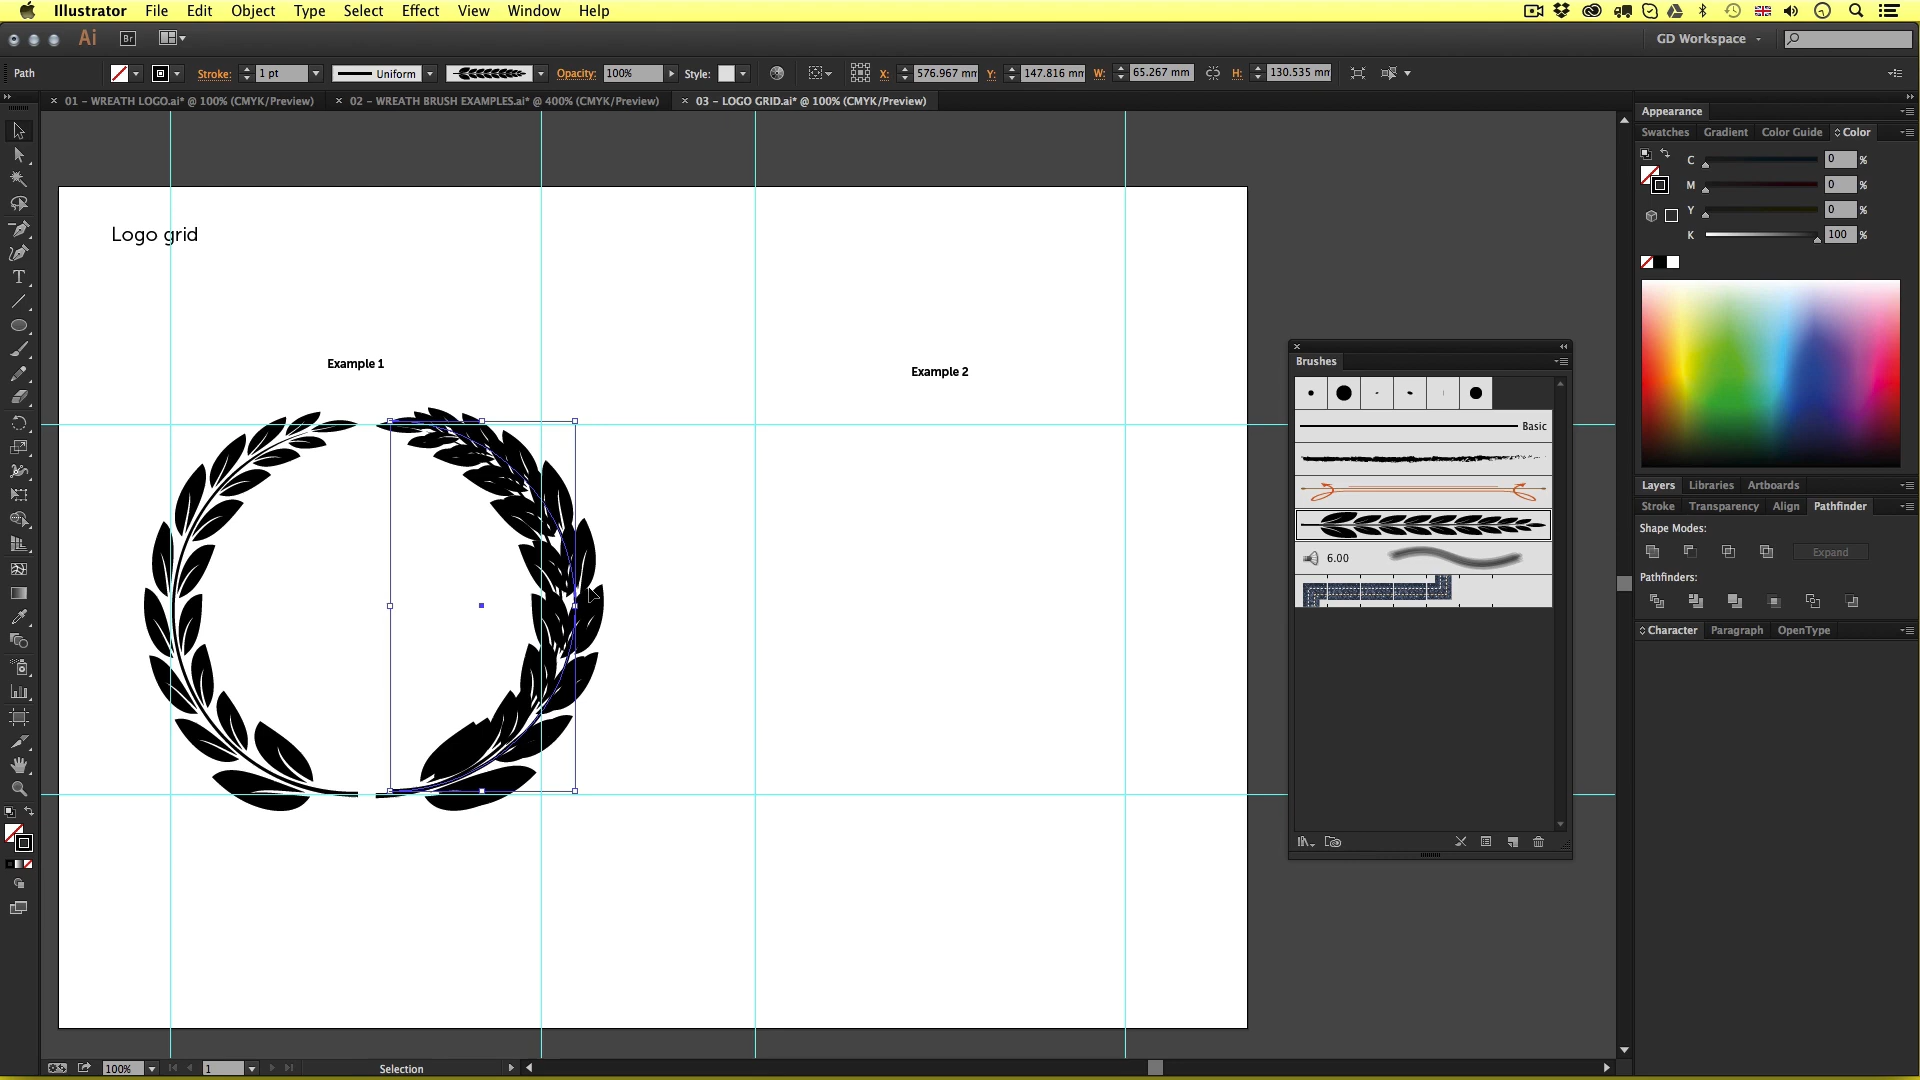 Illustrator File Edit Object Type Select Effect View Window Help
Ai Br GD Workspace
Path Stroke: 1 pt Uniform Opacity: 100% Style: X: 576.967 mm Y: 147.816 mm W: 65.267 mm H: 130.535 mm
× 01 – WREATH LOGO.ai* @ 100% (CMYK/Preview) × 02 – WREATH BRUSH EXAMPLES.ai* @ 400% (CMYK/Preview) × 03 – LOGO GRID.ai* @ 100% (CMYK/Preview)
Appearance
Swatches Gradient Color Guide Color
C 0 %
M 0 %
Y 0 %
K 100 %
Logo grid
Example 1
Example 2
Brushes
Basic
6.00
Layers Libraries Artboards
Stroke Transparency Align Pathfinder
Shape Modes:
Expand
Pathfinders:
Character Paragraph OpenType
100% 1 Selection